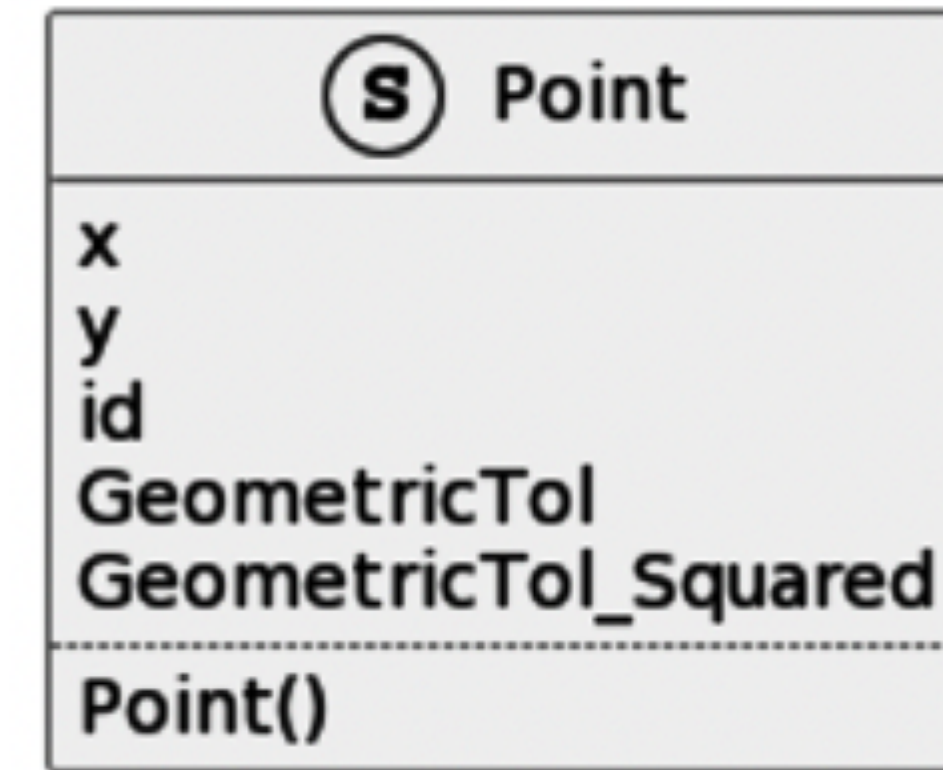 S Point
x
y
id
GeometricTol
GeometricTol_Squared
Point()